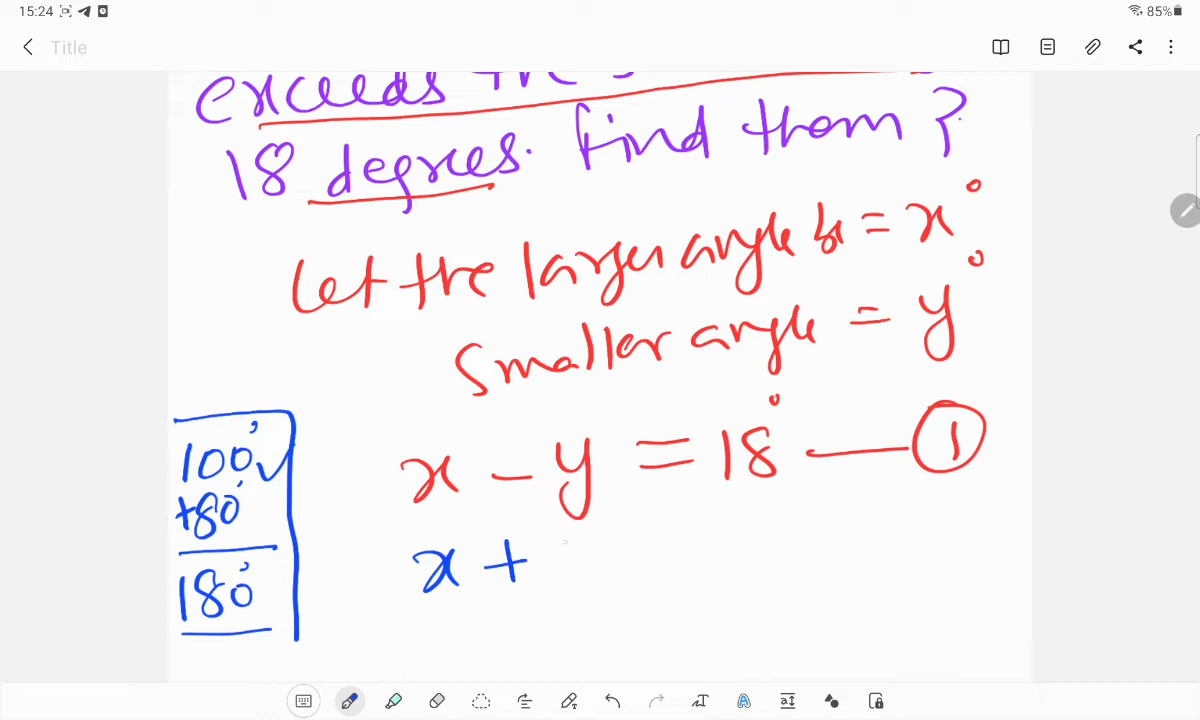 15:24 85%
Title
exceeds the
18 degrees. find them?
Let the larger angle be = x°
Smaller angle = y°
x - y = 18° — 1
100°
+80°
180°
x +